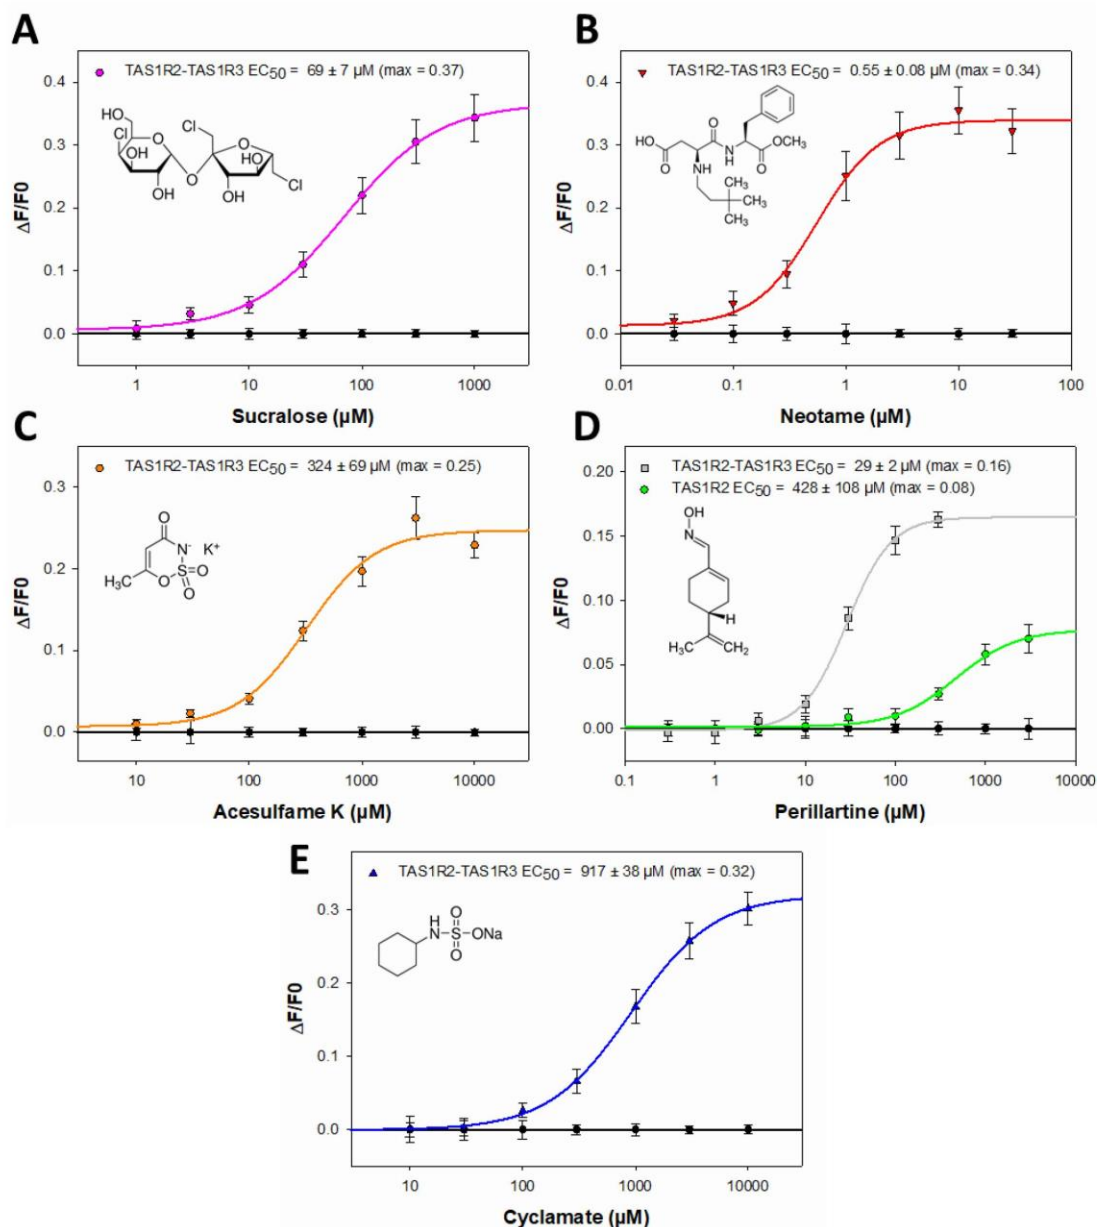 A
TAS1R2-TAS1R3 EC50 = 69 ± 7 µM (max = 0.37)
0.4
0.3
0.2
0.1
0.0
ΔF/F0
HO
Cl
O
HO
OH
O
Cl
O
HO
OH
Cl
1
10
100
1000
Sucralose (µM)
B
TAS1R2-TAS1R3 EC50 = 0.55 ± 0.08 µM (max = 0.34)
0.4
0.3
0.2
0.1
0.0
ΔF/F0
HO
O
O
NH
O
OCH3
HN
CH3
CH3
CH3
0.01
0.1
1
10
100
Neotame (µM)
C
TAS1R2-TAS1R3 EC50 = 324 ± 69 µM (max = 0.25)
0.3
0.2
0.1
0.0
ΔF/F0
O
N-
K+
H3C
O
S
O
O
10
100
1000
10000
Acesulfame K (µM)
D
TAS1R2-TAS1R3 EC50 = 29 ± 2 µM (max = 0.16)
TAS1R2 EC50 = 428 ± 108 µM (max = 0.08)
0.20
0.15
0.10
0.05
0.00
ΔF/F0
OH
N
H
H3C
CH2
0.1
1
10
100
1000
10000
Perillartine (µM)
E
TAS1R2-TAS1R3 EC50 = 917 ± 38 µM (max = 0.32)
0.3
0.2
0.1
0.0
ΔF/F0
H
N
O
S
ONa
O
10
100
1000
10000
Cyclamate (µM)